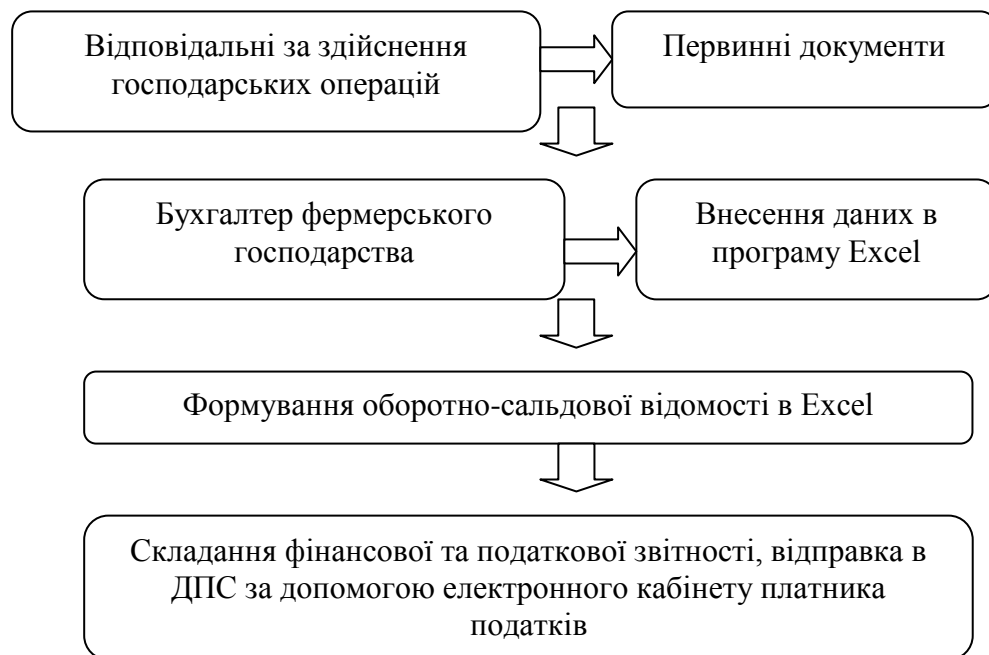 Відповідальні за здійснення
господарських операцій
Первинні документи
Бухгалтер фермерського
господарства
Внесення даних в
програму Excel
Формування оборотно-сальдової відомості в Excel
Складання фінансової та податкової звітності, відправка в
ДПС за допомогою електронного кабінету платника
податків